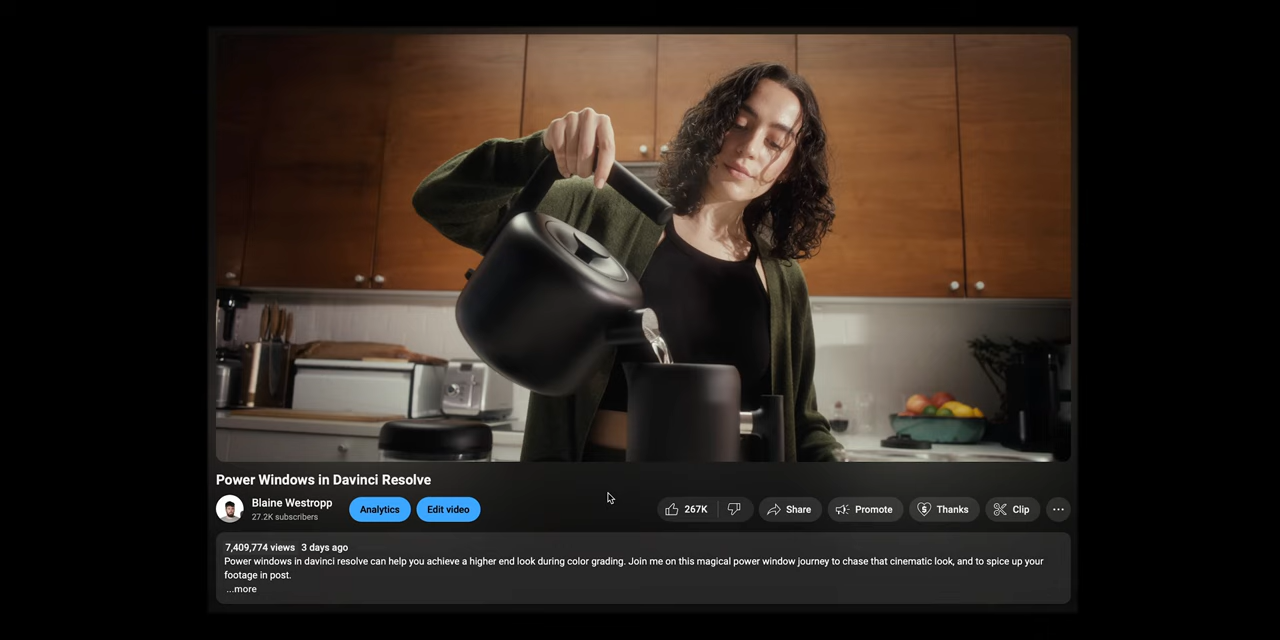 Power Windows in Davinci Resolve
Blaine Westropp
27.2K subscribers
Analytics
Edit video
267K
Share
Promote
Thanks
Clip
7,409,774 views 3 days ago
Power windows in davinci resolve can help you achieve a higher end look during color grading. Join me on this magical power window journey to chase that cinematic look, and to spice up your
footage in post.
...more